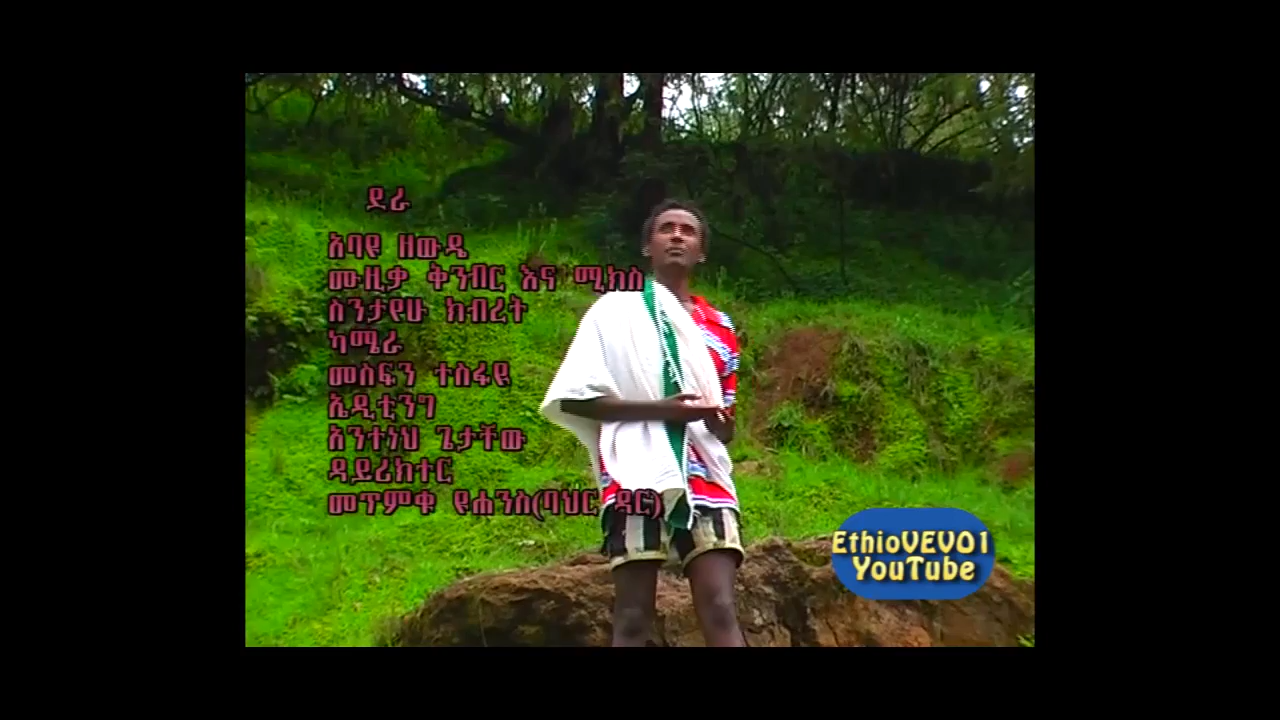 ደራ
አባዩ ዘውዴ
ሙዚቃ ቅንብር እና ሚክስ
ስንታየሁ ክብረት
ካሜራ
መስፍን ተስፋዩ
ኤዲቲንግ
አንተነህ ጌታቸው
ዳይሪክተር
መጥምቁ ዩሐንስ(ባህር ዳር)
EthioVEVO1
YouTube